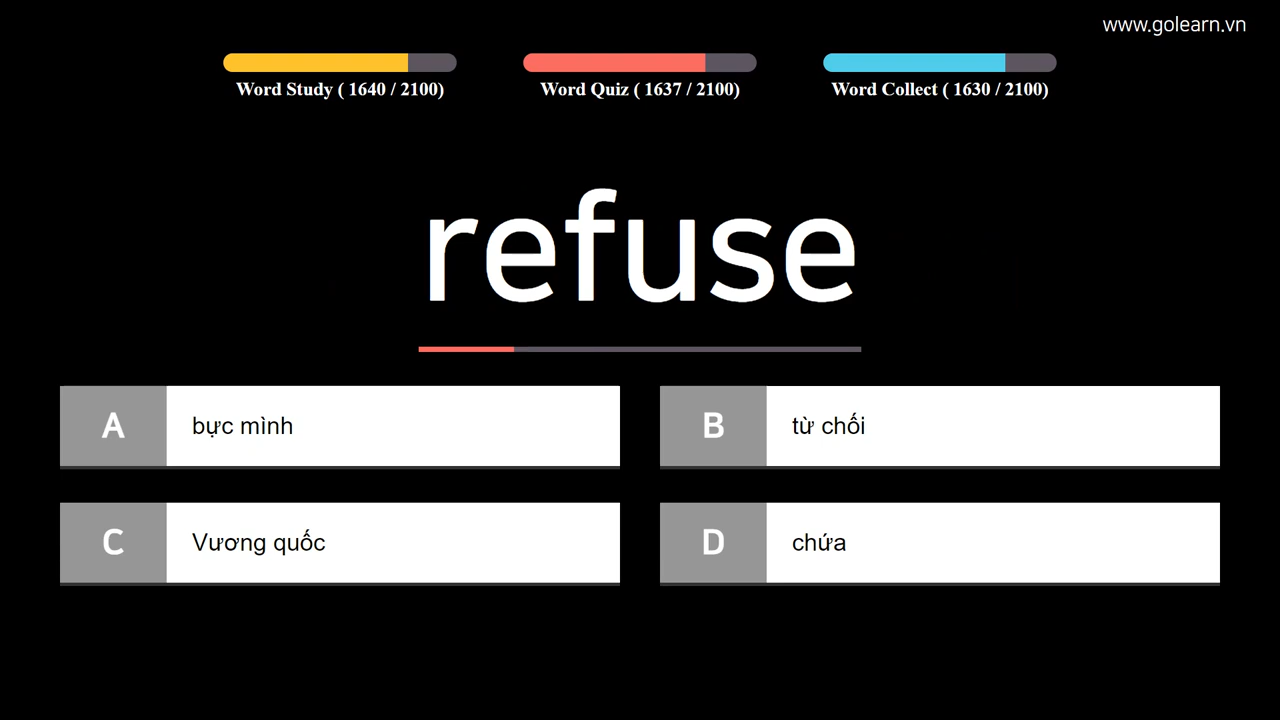 www.golearn.vn
Word Study ( 1640 / 2100)
Word Quiz ( 1637 / 2100)
Word Collect ( 1630 / 2100)
refuse
A bực mình
B từ chối
C Vương quốc
D chứa